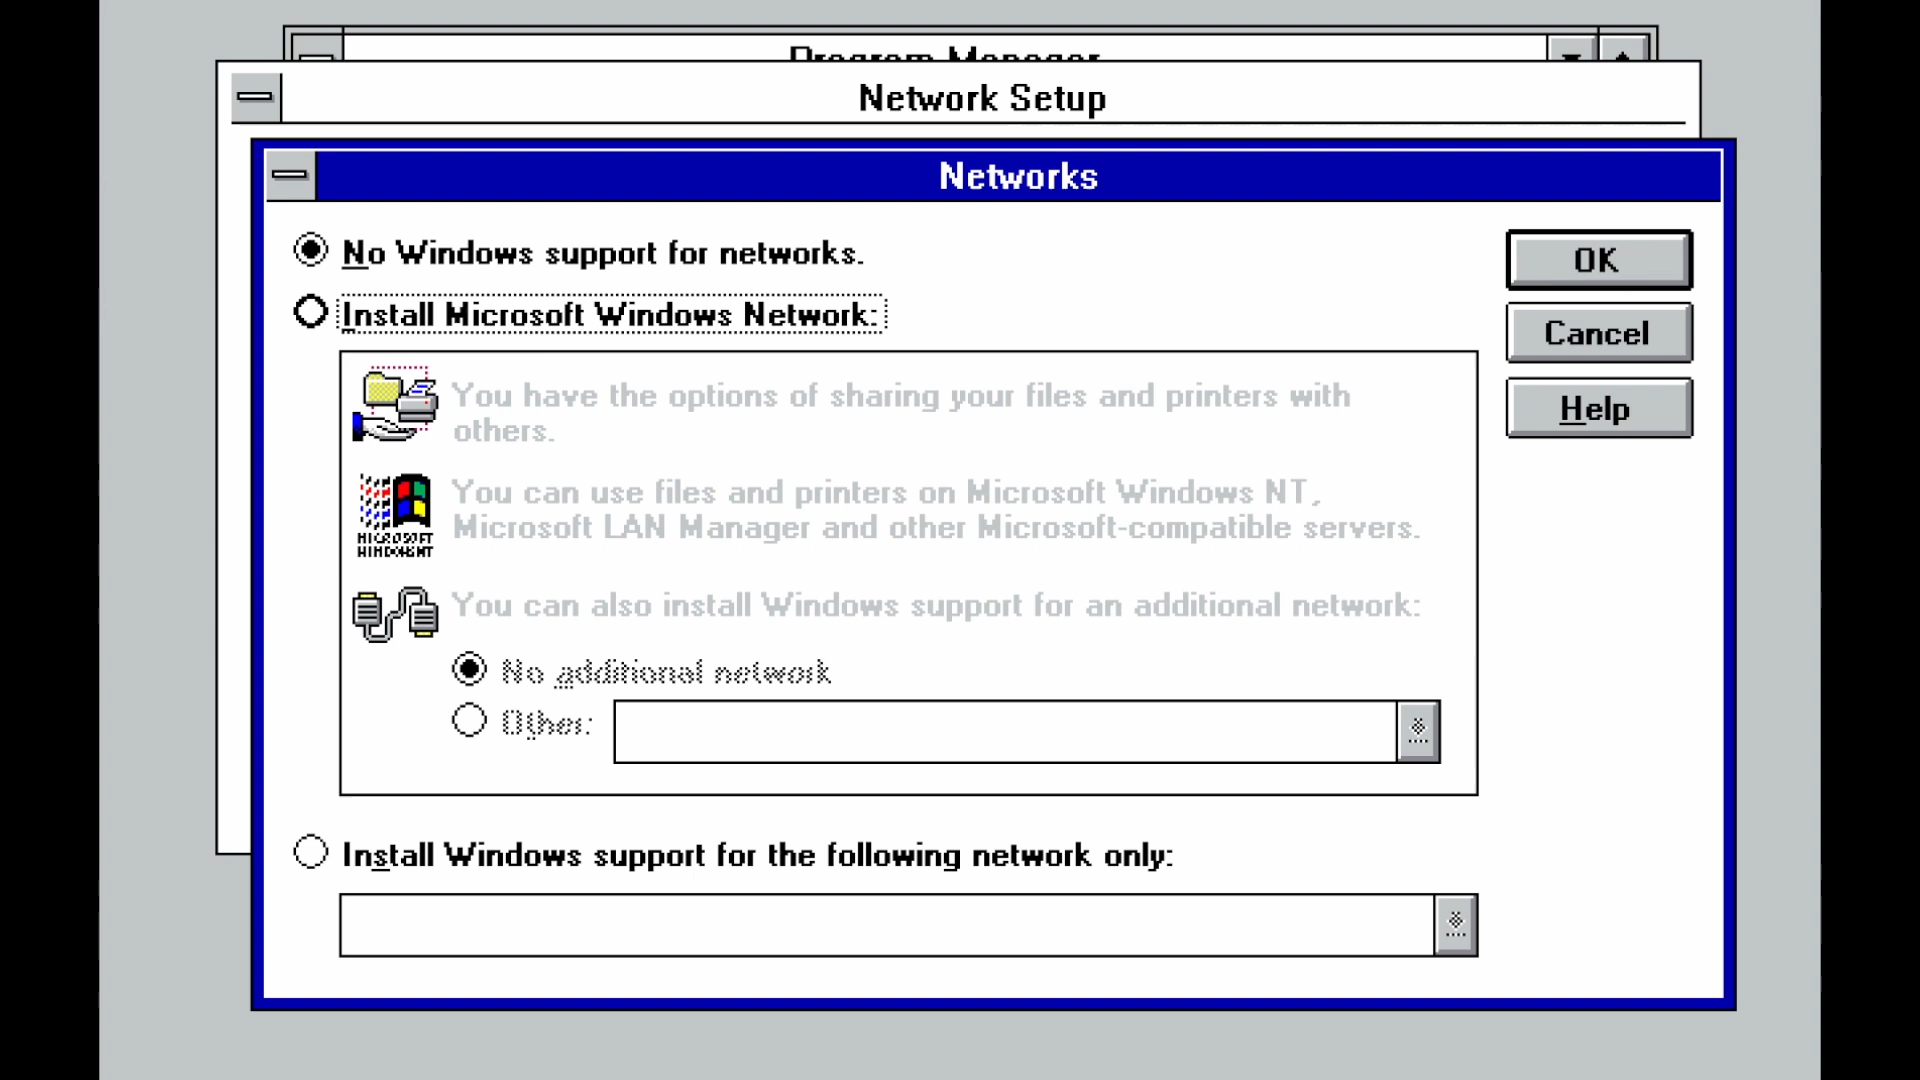 Program Manager
Network Setup
Networks
No Windows support for networks.
OK
Install Microsoft Windows Network:
Cancel
You have the options of sharing your files and printers with
others.
Help
You can use files and printers on Microsoft Windows NT,
Microsoft LAN Manager and other Microsoft-compatible servers.
MICROSOFT
WINDOWS NT
You can also install Windows support for an additional network:
No additional network
Other:
Install Windows support for the following network only: